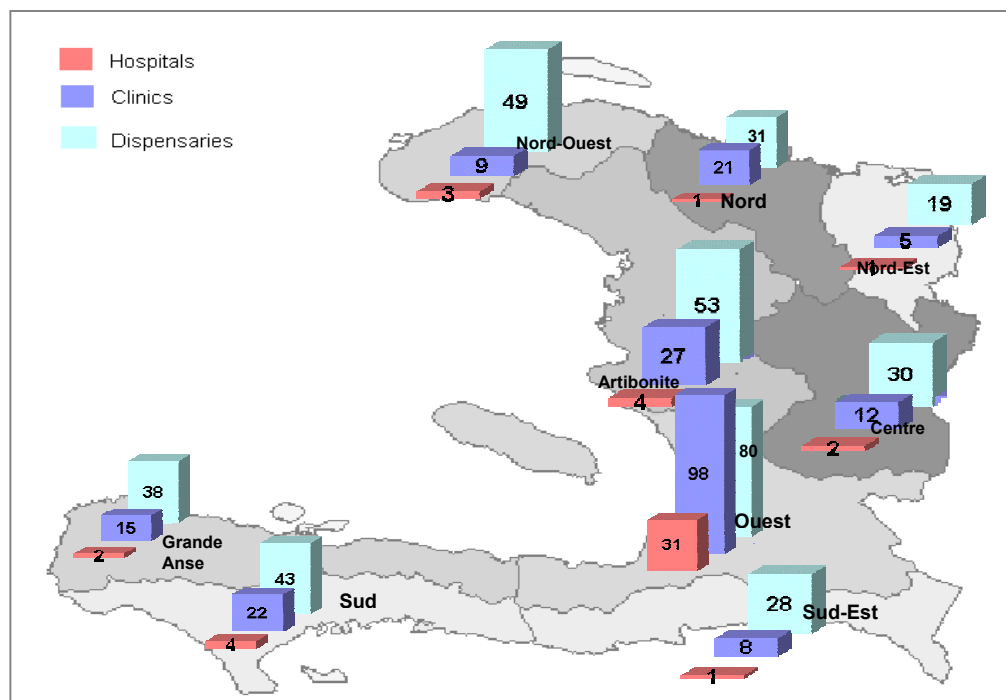 Hospitals
Clinics
Dispensaries
49
9
3
Nord-Ouest
31
21
1
Nord
19
5
1
Nord-Est
53
27
4
Artibonite
30
12
2
Centre
80
98
31
Ouest
38
15
2
Grande
Anse
43
22
4
Sud
28
8
1
Sud-Est